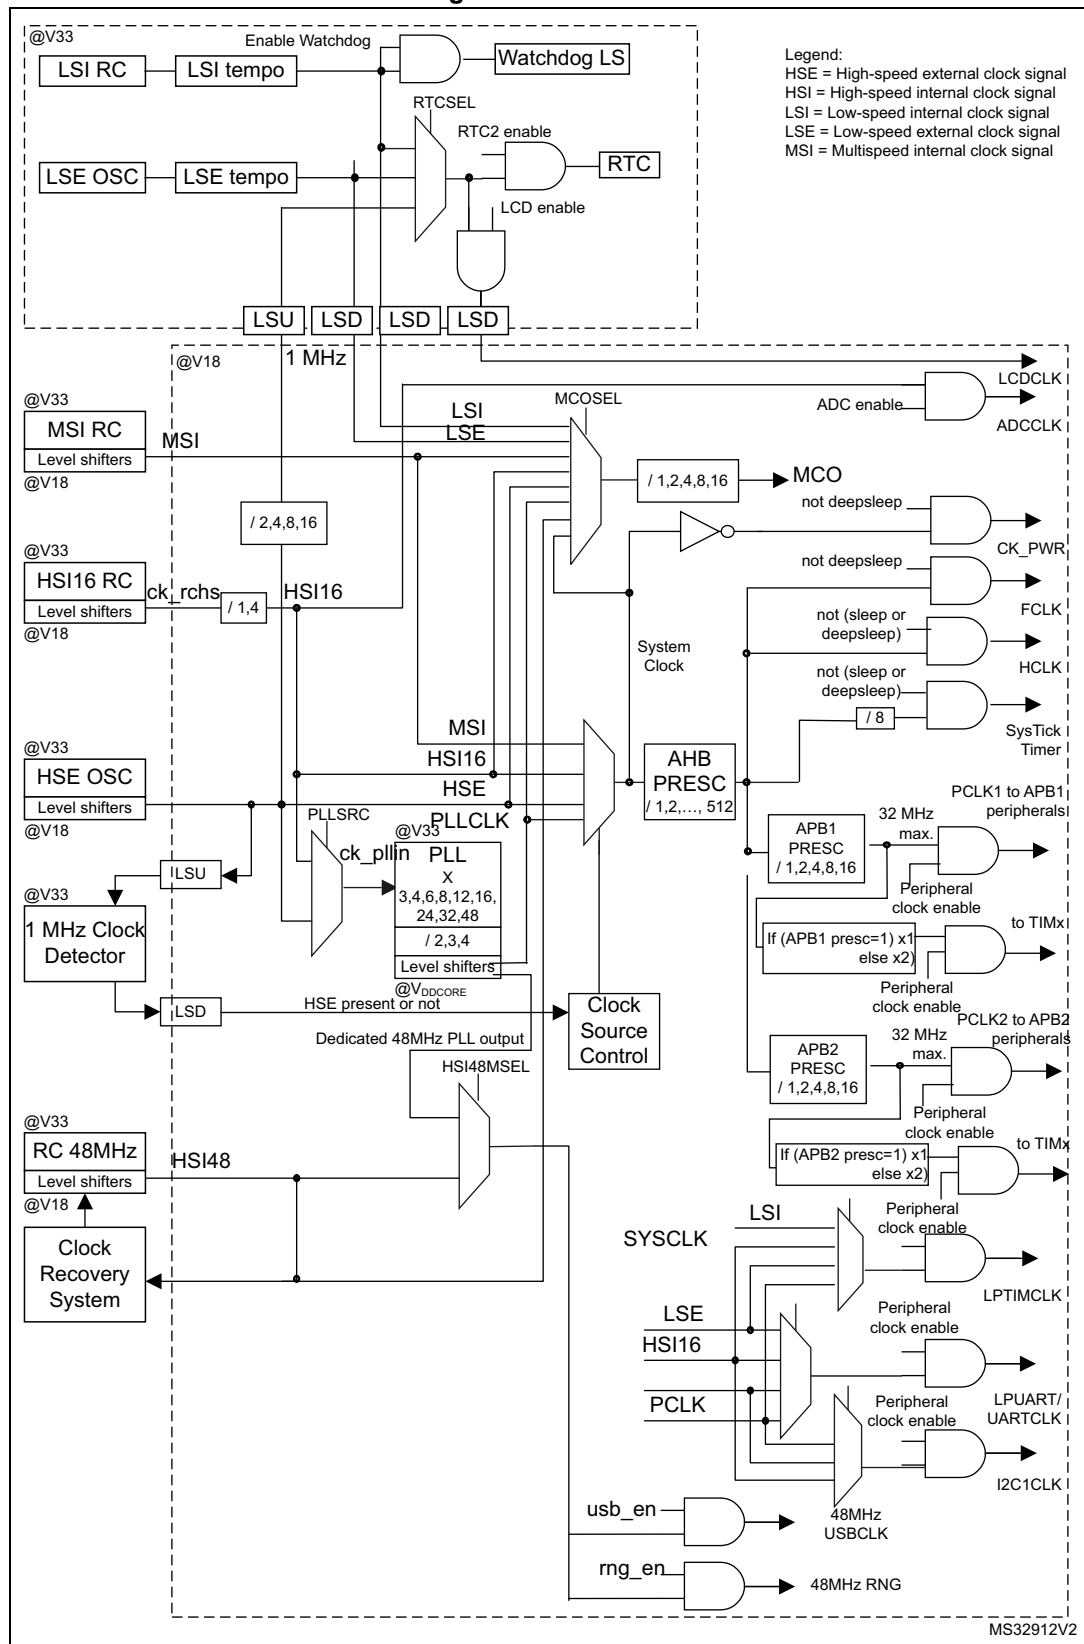 @V33
Enable Watchdog
LSI RC
LSI tempo
Watchdog LS
Legend:
HSE = High-speed external clock signal
HSI = High-speed internal clock signal
LSI = Low-speed internal clock signal
LSE = Low-speed external clock signal
MSI = Multispeed internal clock signal
RTCSEL
RTC2 enable
LSE OSC
LSE tempo
RTC
LCD enable
LSU
LSD
LSD
LSD
@V18
1 MHz
LCDCLK
@V33
MSI RC
Level shifters
@V18
MSI
LSI
LSE
MCOSEL
ADC enable
ADCCLK
/ 1,2,4,8,16
MCO
/ 2,4,8,16
not deepsleep
CK_PWR
@V33
HSI16 RC
Level shifters
@V18
ck_rchs
/ 1,4
HSI16
not deepsleep
FCLK
not (sleep or
deepsleep)
HCLK
System
Clock
not (sleep or
deepsleep)
/ 8
SysTick
Timer
@V33
HSE OSC
Level shifters
@V18
MSI
HSI16
HSE
PLLCLK
AHB
PRESC
/ 1,2,…, 512
PCLK1 to APB1
peripherals
32 MHz
max.
APB1
PRESC
/ 1,2,4,8,16
Peripheral
clock enable
PLLSRC
ck_pllin
@V33
PLL
X
3,4,6,8,12,16,
24,32,48
/ 2,3,4
Level shifters
@VDDCORE
LSU
@V33
1 MHz Clock
Detector
LSD
HSE present or not
Clock
Source
Control
If (APB1 presc=1) x1
else x2)
to TIMx
Peripheral
clock enable
PCLK2 to APB2
peripherals
32 MHz
max.
APB2
PRESC
/ 1,2,4,8,16
Peripheral
clock enable
Dedicated 48MHz PLL output
HSI48MSEL
If (APB2 presc=1) x1
else x2)
to TIMx
Peripheral
clock enable
@V33
RC 48MHz
Level shifters
@V18
HSI48
Clock
Recovery
System
LSI
SYSCLK
LPTIMCLK
LSE
HSI16
PCLK
Peripheral
clock enable
LPUART/
UARTCLK
Peripheral
clock enable
I2C1CLK
usb_en
48MHz
USBCLK
rng_en
48MHz RNG
MS32912V2